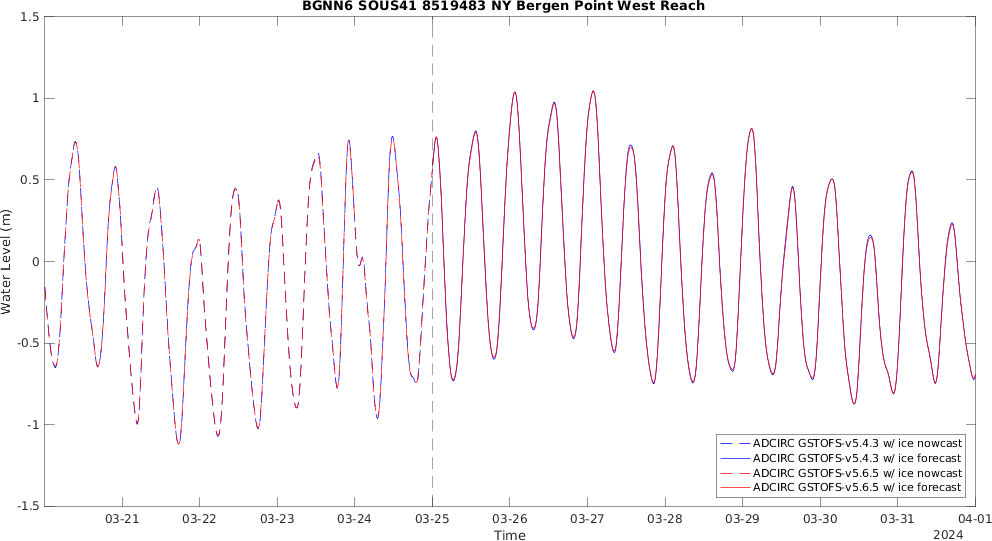 BGNN6 SOUS41 8519483 NY Bergen Point West Reach
1.5
1
0.5
0
-0.5
-1
-1.5
Water Level (m)
03-21 03-22 03-23 03-24 03-25 03-26 03-27 03-28 03-29 03-30 03-31 04-01
Time
2024
ADCIRC GSTOFS-v5.4.3 w/ ice nowcast
ADCIRC GSTOFS-v5.4.3 w/ ice forecast
ADCIRC GSTOFS-v5.6.5 w/ ice nowcast
ADCIRC GSTOFS-v5.6.5 w/ ice forecast